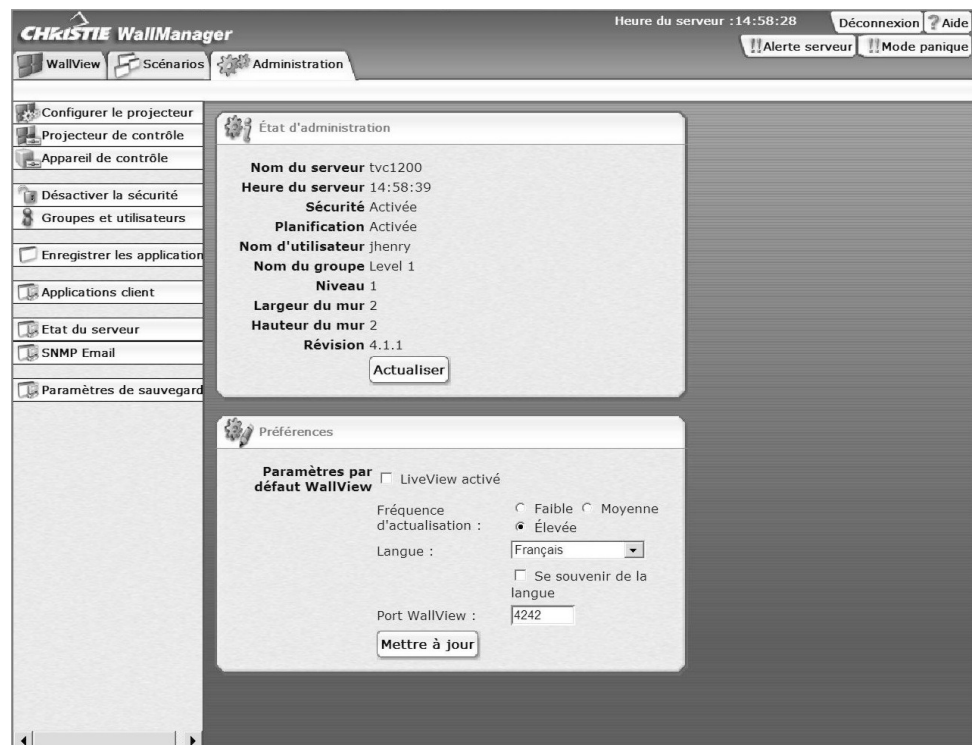 Heure du serveur :14:58:28
Déconnexion
Aide
CHRISTIE WallManager
Alerte serveur
Mode panique
WallView
Scénarios
Administration
Configurer le projecteur
Projecteur de contrôle
Appareil de contrôle
Désactiver la sécurité
Groupes et utilisateurs
Enregistrer les application
Applications client
Etat du serveur
SNMP Email
Paramètres de sauvegard
État d'administration
Nom du serveur tvc1200
Heure du serveur 14:58:39
Sécurité Activée
Planification Activée
Nom d'utilisateur jhenry
Nom du groupe Level 1
Niveau 1
Largeur du mur 2
Hauteur du mur 2
Révision 4.1.1
Actualiser
Préférences
Paramètres par
défaut WallView
LiveView activé
Fréquence
d'actualisation :
Faible
Moyenne
Élevée
Langue :
Français
Se souvenir de la
langue
Port WallView :
4242
Mettre à jour